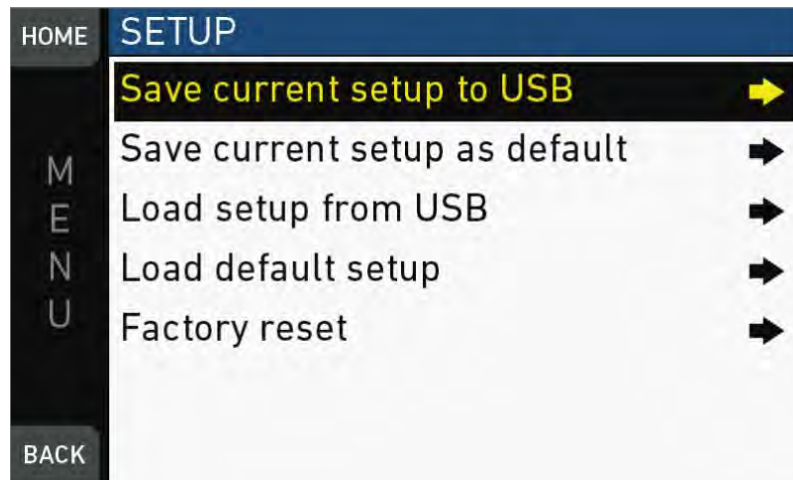 HOME
SETUP
Save current setup to USB
Save current setup as default
Load setup from USB
Load default setup
Factory reset
MENU
BACK